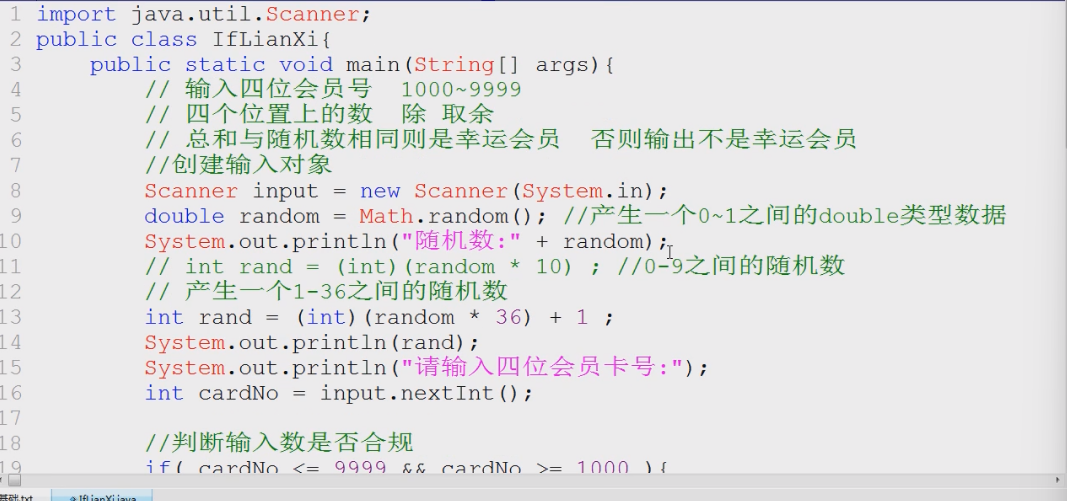 1 import java.util.Scanner;
2 public class IfLianXi{
3 public static void main(String[] args){
4 // 输入四位会员号 1000~9999
5 // 四个位置上的数 除 取余
6 // 总和与随机数相同则是幸运会员 否则输出不是幸运会员
7 //创建输入对象
8 Scanner input = new Scanner(System.in);
9 double random = Math.random(); //产生一个0~1之间的double类型数据
10 System.out.println("随机数:" + random);
11 // int rand = (int)(random * 10) ; //0-9之间的随机数
12 // 产生一个1-36之间的随机数
13 int rand = (int)(random * 36) + 1 ;
14 System.out.println(rand);
15 System.out.println("请输入四位会员卡号:");
16 int cardNo = input.nextInt();
17
18 //判断输入数是否合规
19 if( cardNo <= 9999 && cardNo >= 1000 ){
基础.txt IfLianXi.java